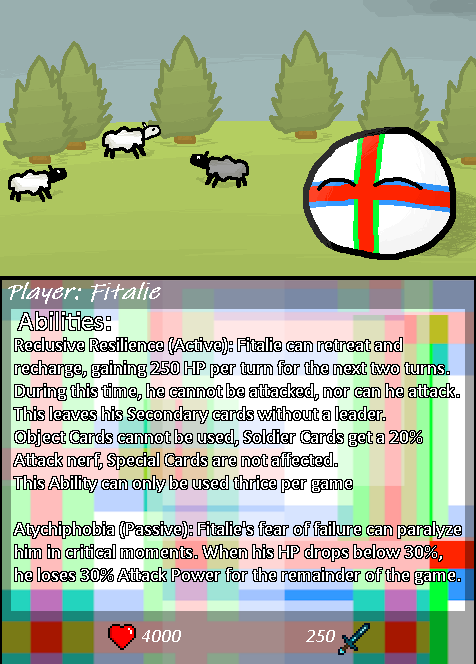 Player: Fitalie
Abilities:
Reclusive Resilience (Active): Fitalie can retreat and
recharge, gaining 250 HP per turn for the next two turns.
During this time, he cannot be attacked, nor can he attack.
This leaves his Secondary cards without a leader.
Object Cards cannot be used, Soldier Cards get a 20%
Attack nerf, Special Cards are not affected.
This Ability can only be used thrice per game
Atychiphobia (Passive): Fitalie's fear of failure can paralyze
him in critical moments. When his HP drops below 30%,
he loses 30% Attack Power for the remainder of the game.
4000 250